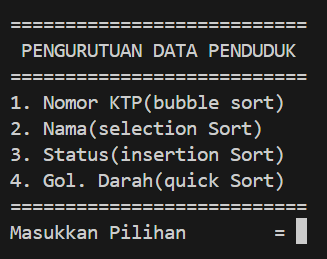 ===========================
PENGURUTUAN DATA PENDUDUK
===========================
1. Nomor KTP(bubble sort)
2. Nama(selection Sort)
3. Status(insertion Sort)
4. Gol. Darah(quick Sort)
===========================
Masukkan Pilihan        =